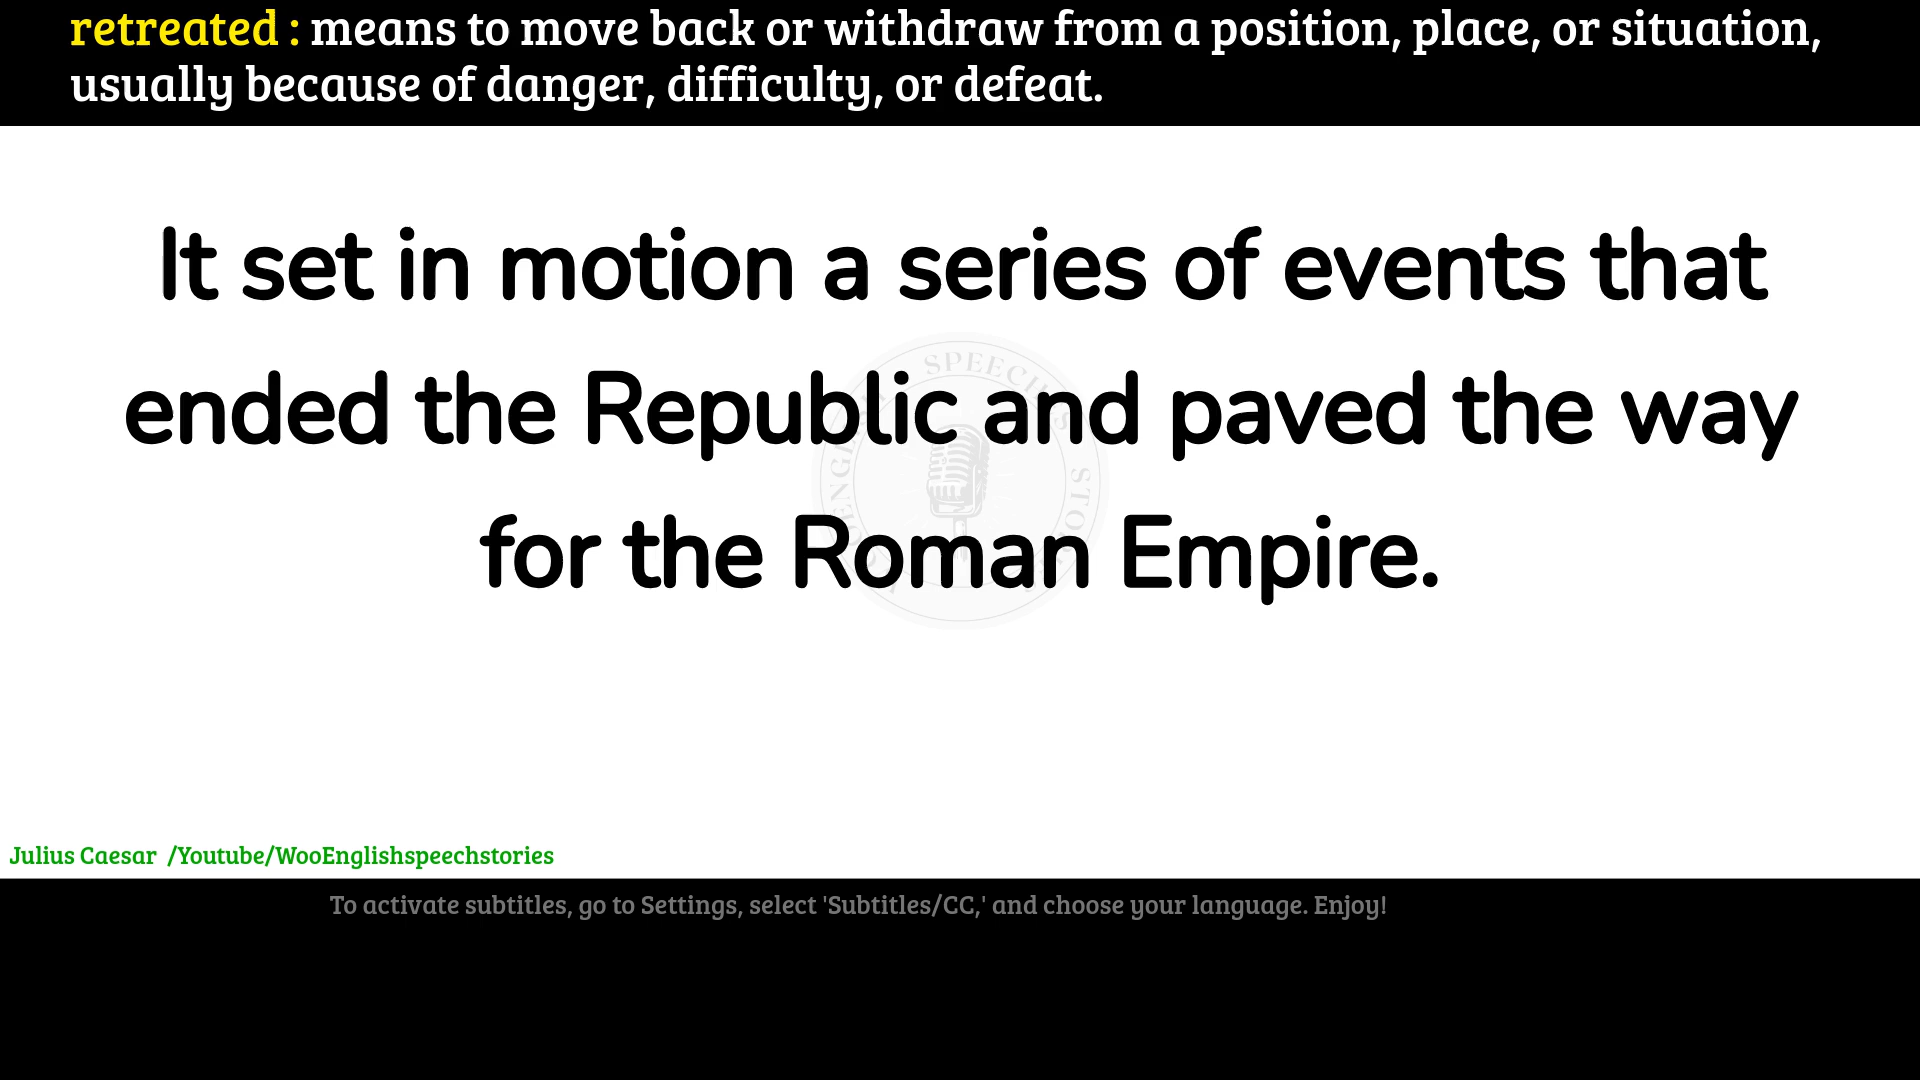 retreated : means to move back or withdraw from a position, place, or situation,
usually because of danger, difficulty, or defeat.
It set in motion a series of events that
ended the Republic and paved the way
for the Roman Empire.
Julius Caesar /Youtube/WooEnglishspeechstories
To activate subtitles, go to Settings, select 'Subtitles/CC,' and choose your language. Enjoy!